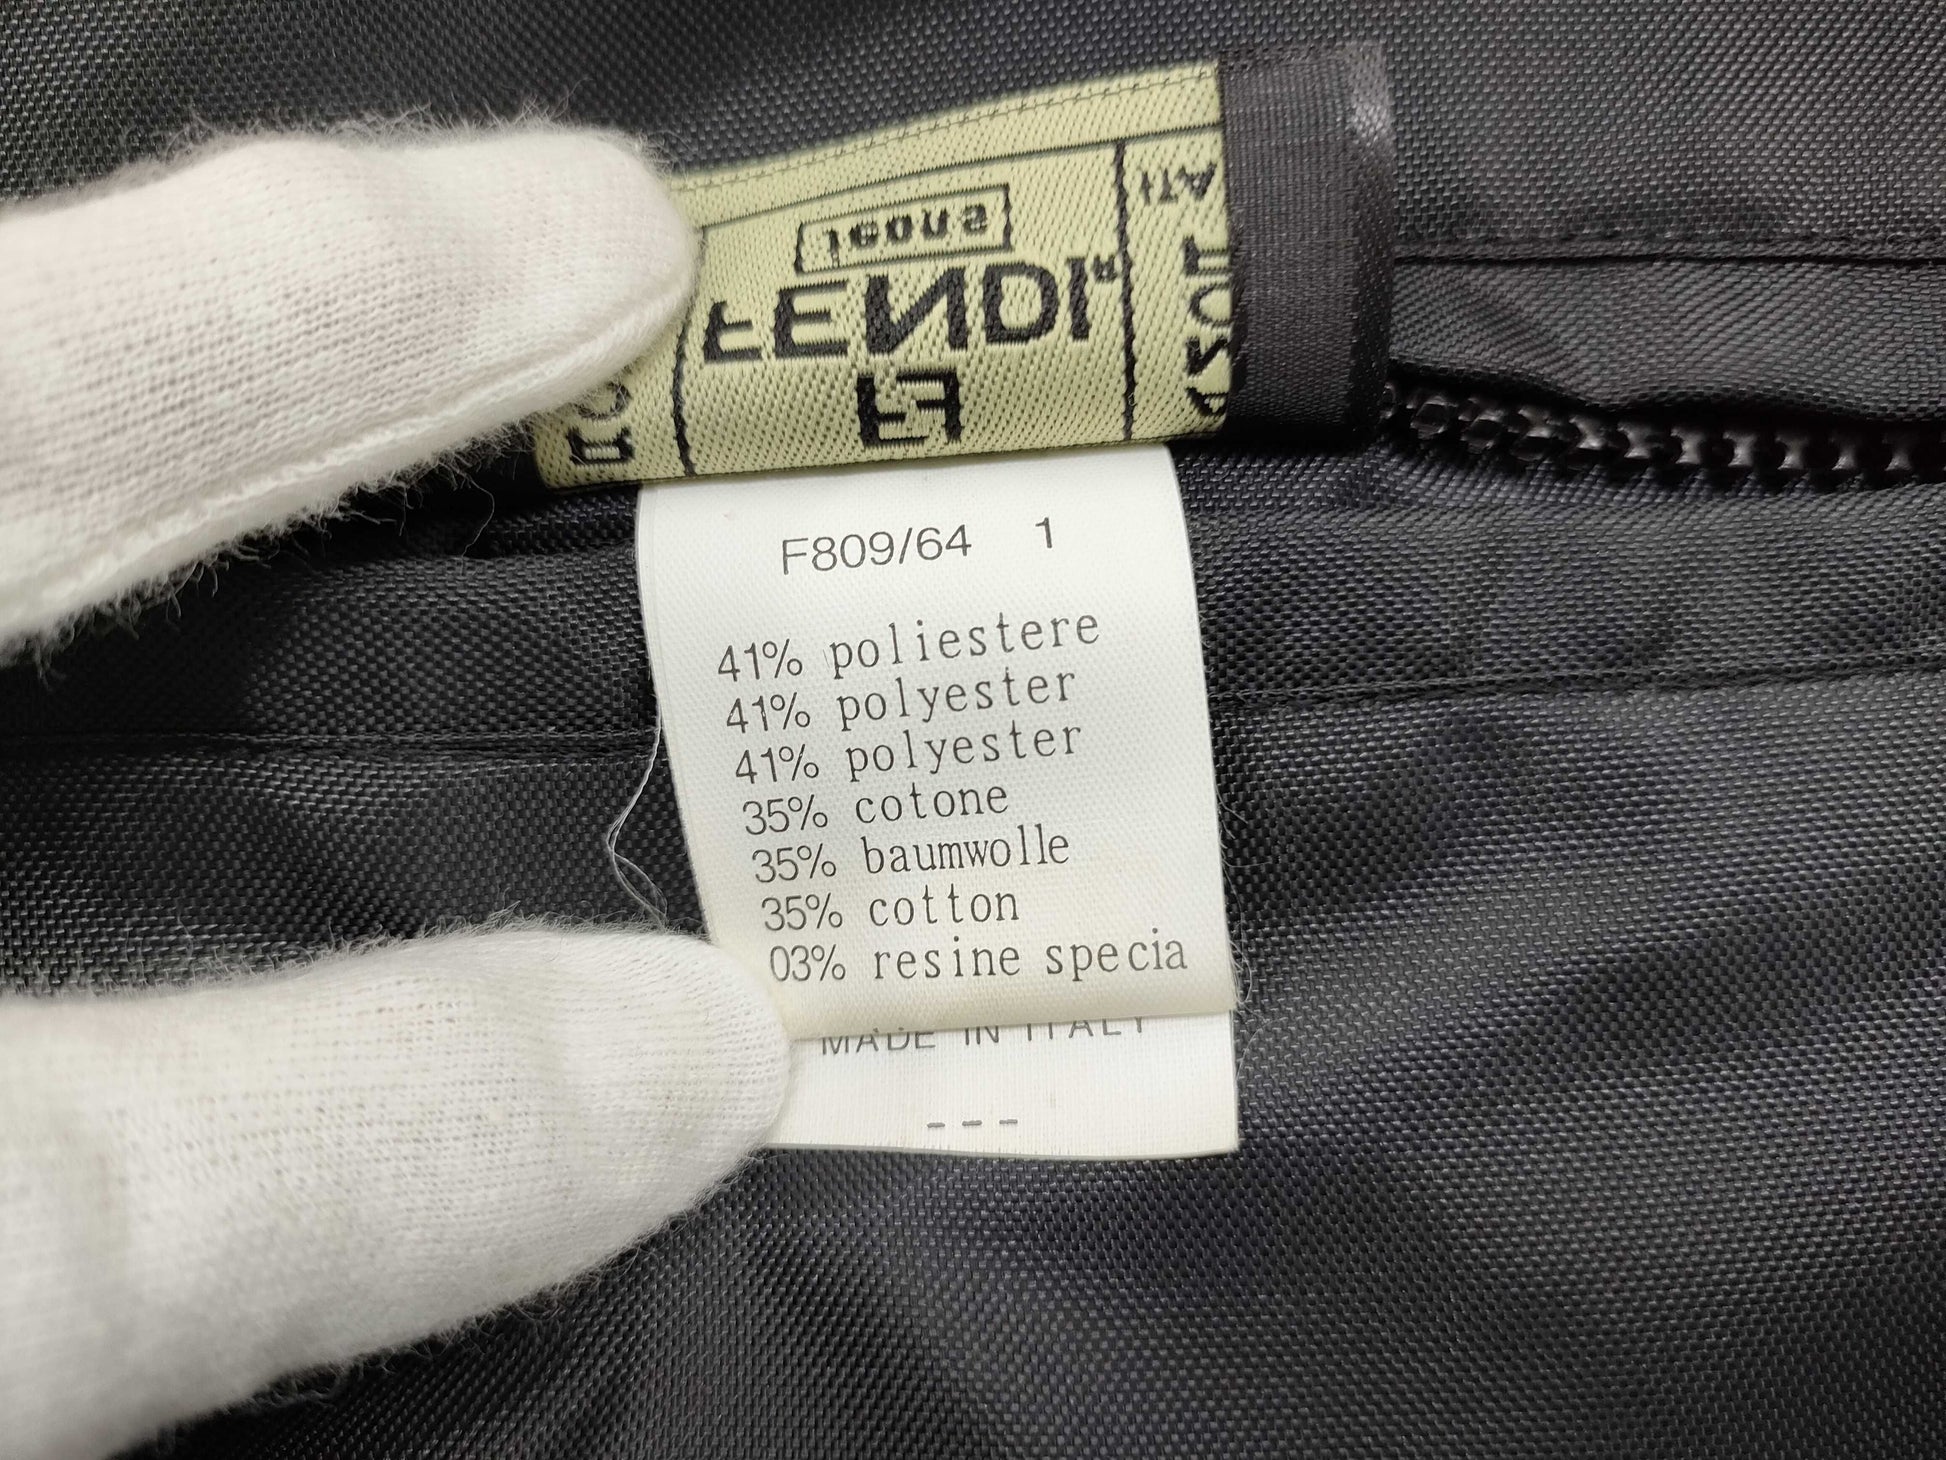 jeans
FENDI
F809/64 1
41% poliestere
41% polyester
41% polyester
35% cotone
35% baumwolle
35% cotton
03% resine specia
MADE IN ITALY
---